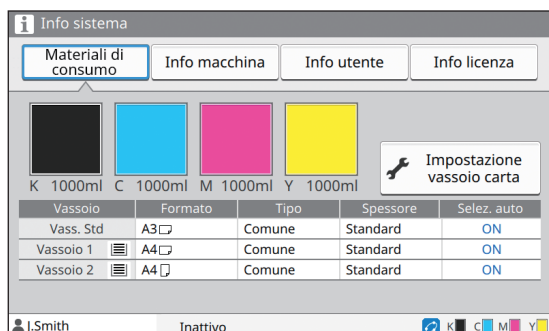 i Info sistema
Materiali di
consumo
Info macchina
Info utente
Info licenza
K 1000ml C 1000ml M 1000ml Y 1000ml
Impostazione
vassoio carta
Vassoio Formato Tipo Spessore Selez. auto
Vass. Std A3 Comune Standard ON
Vassoio 1 A4 Comune Standard ON
Vassoio 2 A4 Comune Standard ON
J.Smith Inattivo K C M Y